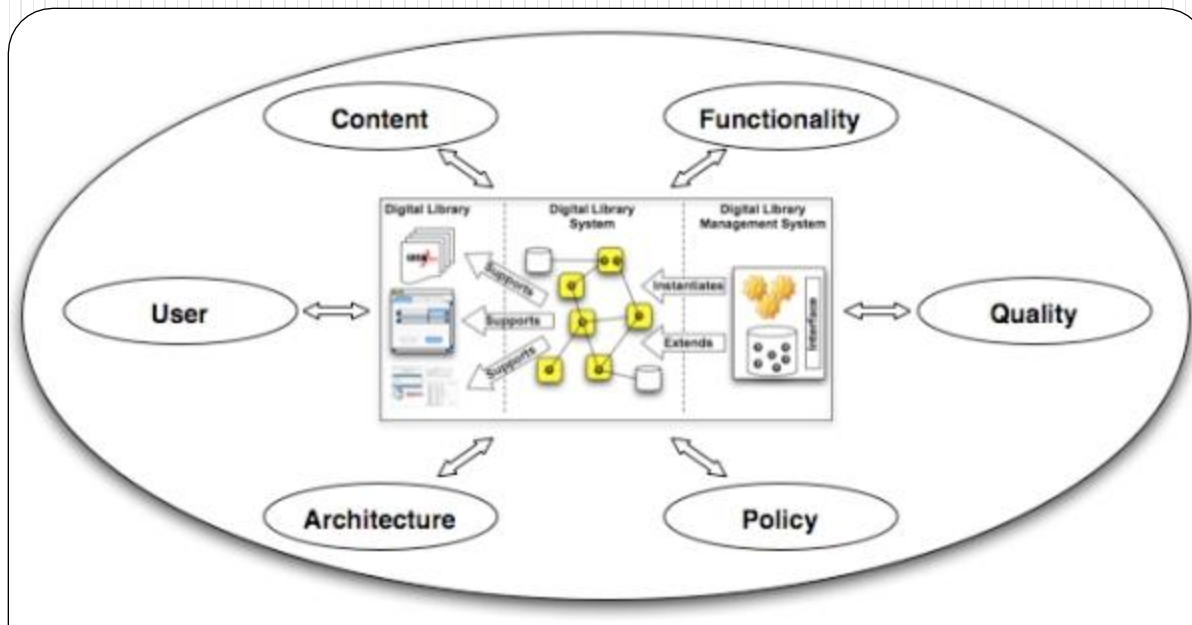 Content
Functionality
Digital Library
Digital Library
System
Digital Library
Management System
Supports
Supports
Supports
Instantiates
Extends
Interface
User
Quality
Architecture
Policy